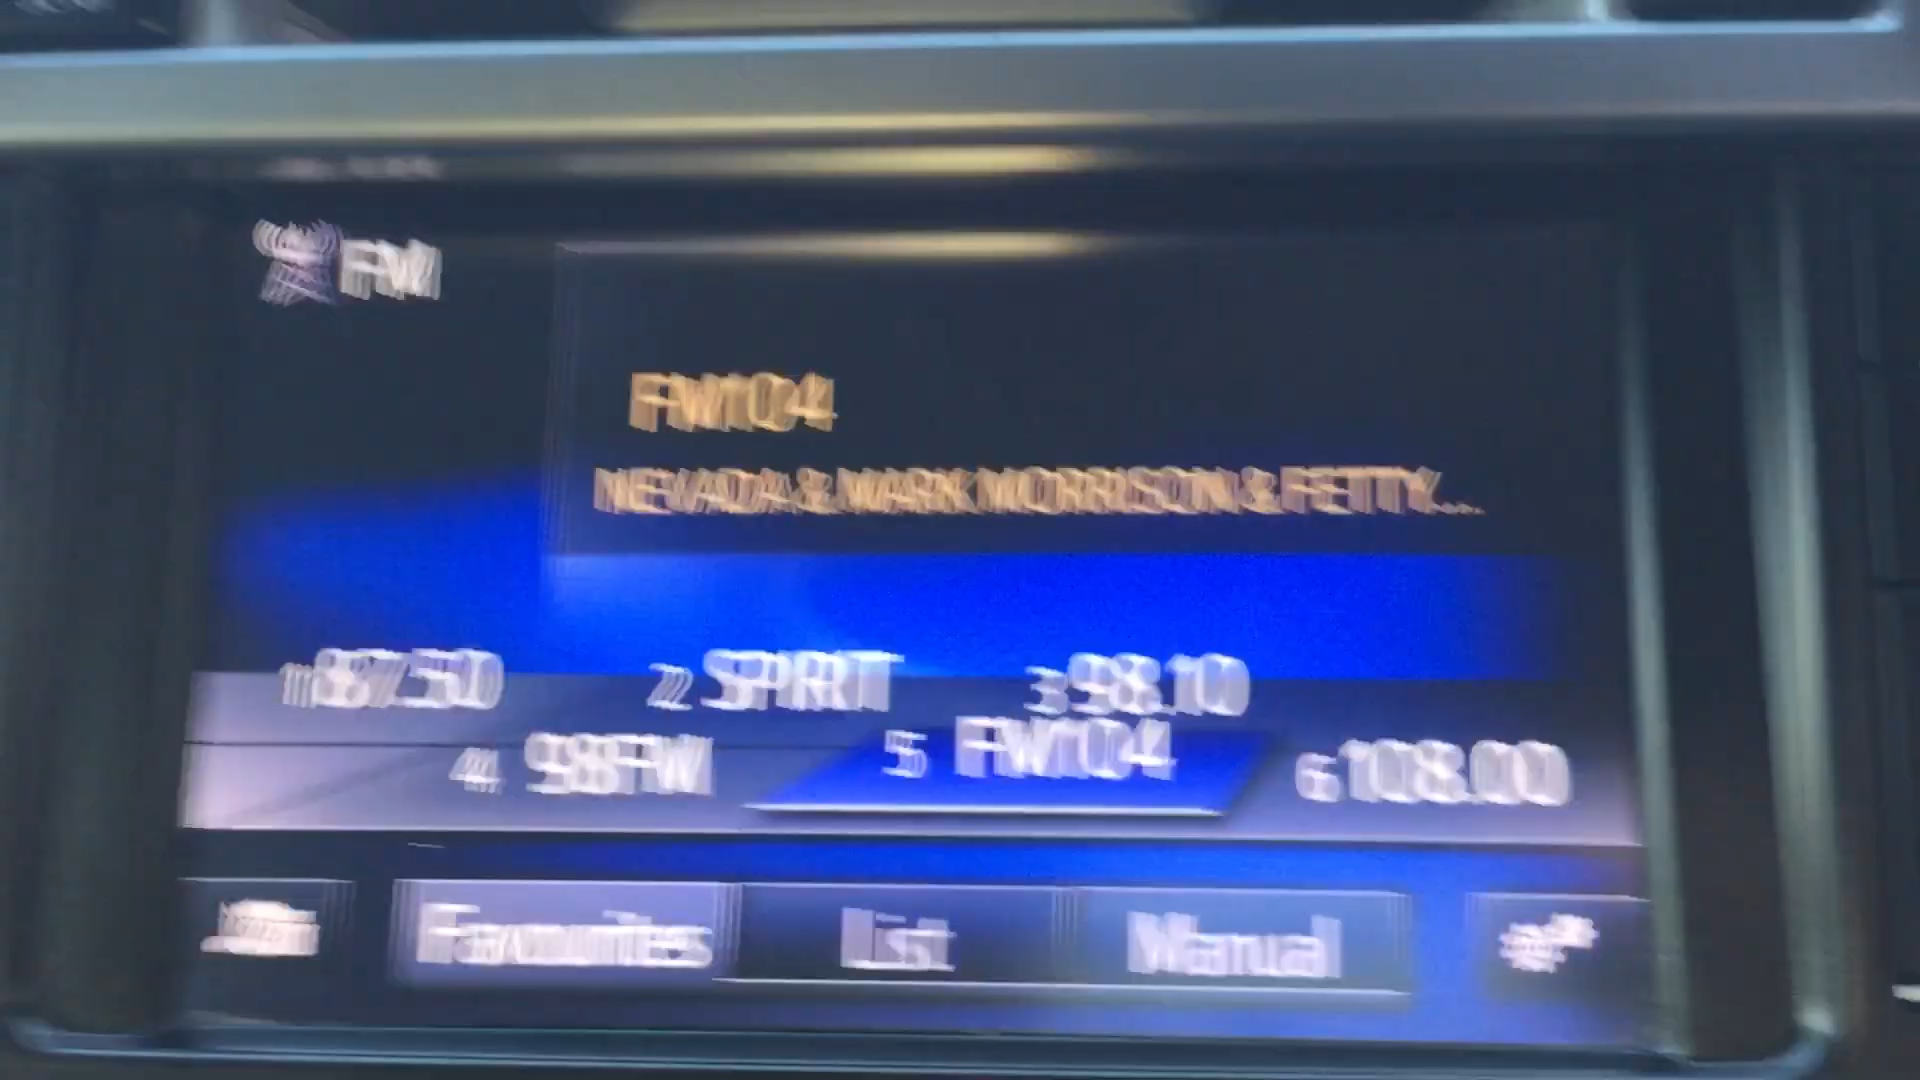 FM
FM104
NEVADA & MARK MORRISON & FETTY...
1 87.50 2 SPIRIT 3 98.10
4 98FM 5 FM104 6 108.00
Favourites List Manual